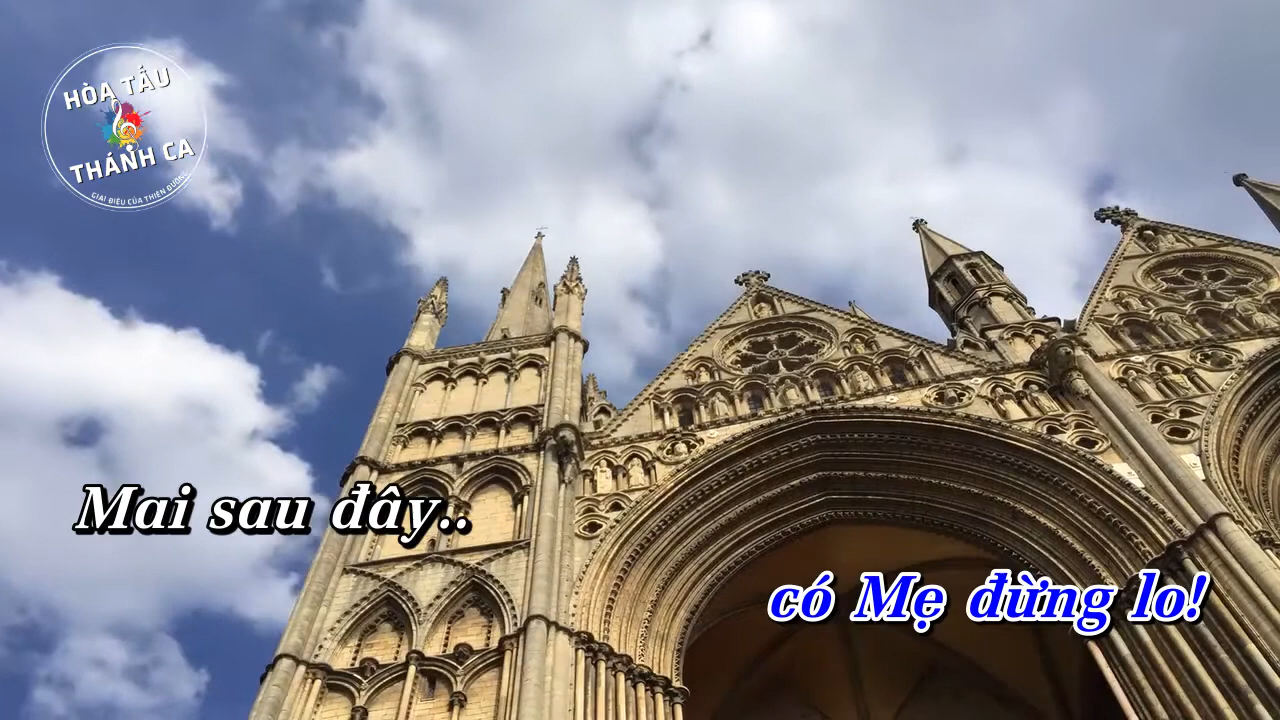 HÒA TẤU
THÁNH CA
GIAI ĐIỆU CỦA THIÊN ĐƯỜNG
Mai sau đây..
có Mẹ đừng lo!